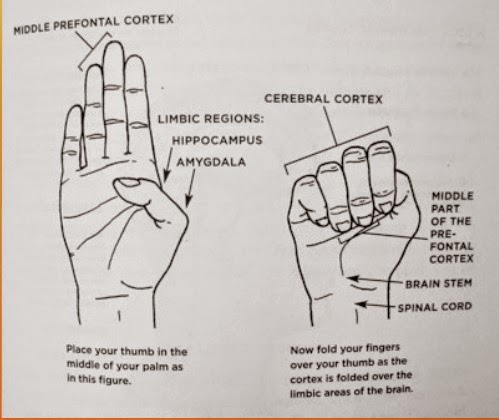 MIDDLE PREFONTAL CORTEX
LIMBIC REGIONS:
HIPPOCAMPUS
AMYGDALA
CEREBRAL CORTEX
MIDDLE
PART
OF THE
PRE-
FONTAL
CORTEX
BRAIN STEM
SPINAL CORD
Place your thumb in the
middle of your palm as
in this figure.
Now fold your fingers
over your thumb as the
cortex is folded over the
limbic areas of the brain.